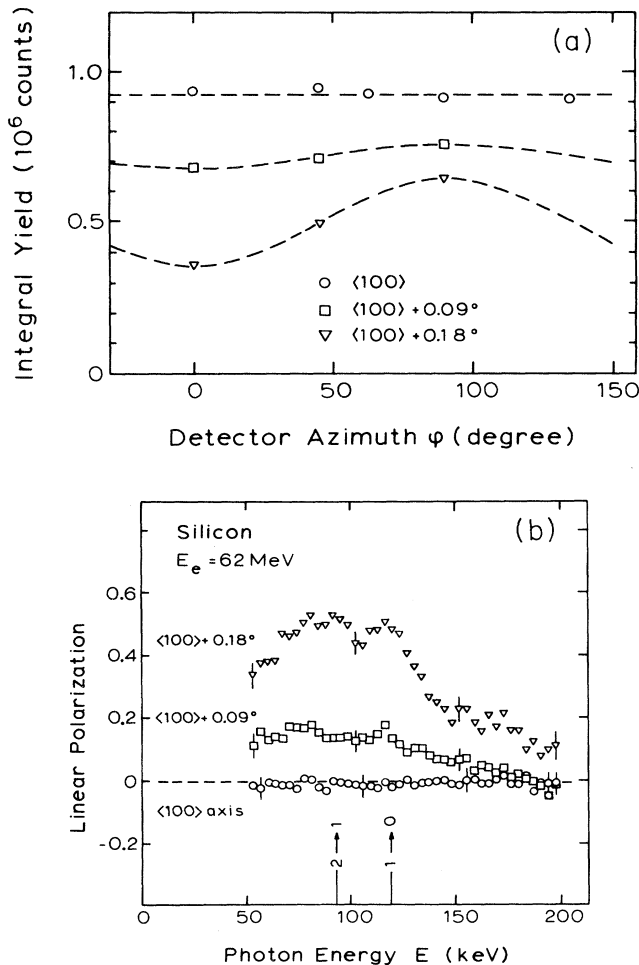 (a)
Integral Yield (10⁶ counts)
1.0
0.5
0
○ ⟨100⟩
□ ⟨100⟩ +0.09°
▽ ⟨100⟩ +0.18°
0 50 100 150
Detector Azimuth φ (degree)
(b)
Silicon
Eₑ = 62 MeV
Linear Polarization
0.6
0.4
0.2
0
-0.2
⟨100⟩ + 0.18°
⟨100⟩ + 0.09°
⟨100⟩ axis
2 1
1 0
0 50 100 150 200
Photon Energy E (keV)